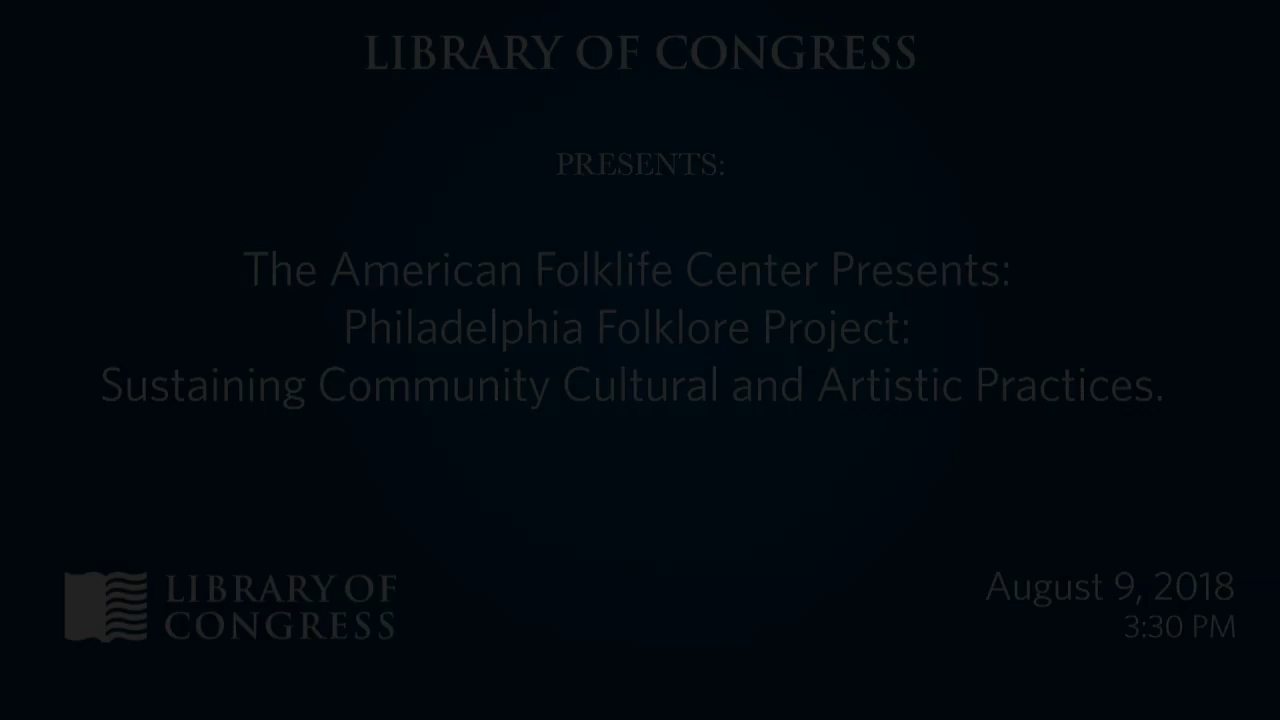 LIBRARY OF CONGRESS
PRESENTS:
The American Folklife Center Presents:
Philadelphia Folklore Project:
Sustaining Community Cultural and Artistic Practices.
LIBRARY OF
CONGRESS
August 9, 2018
3:30 PM